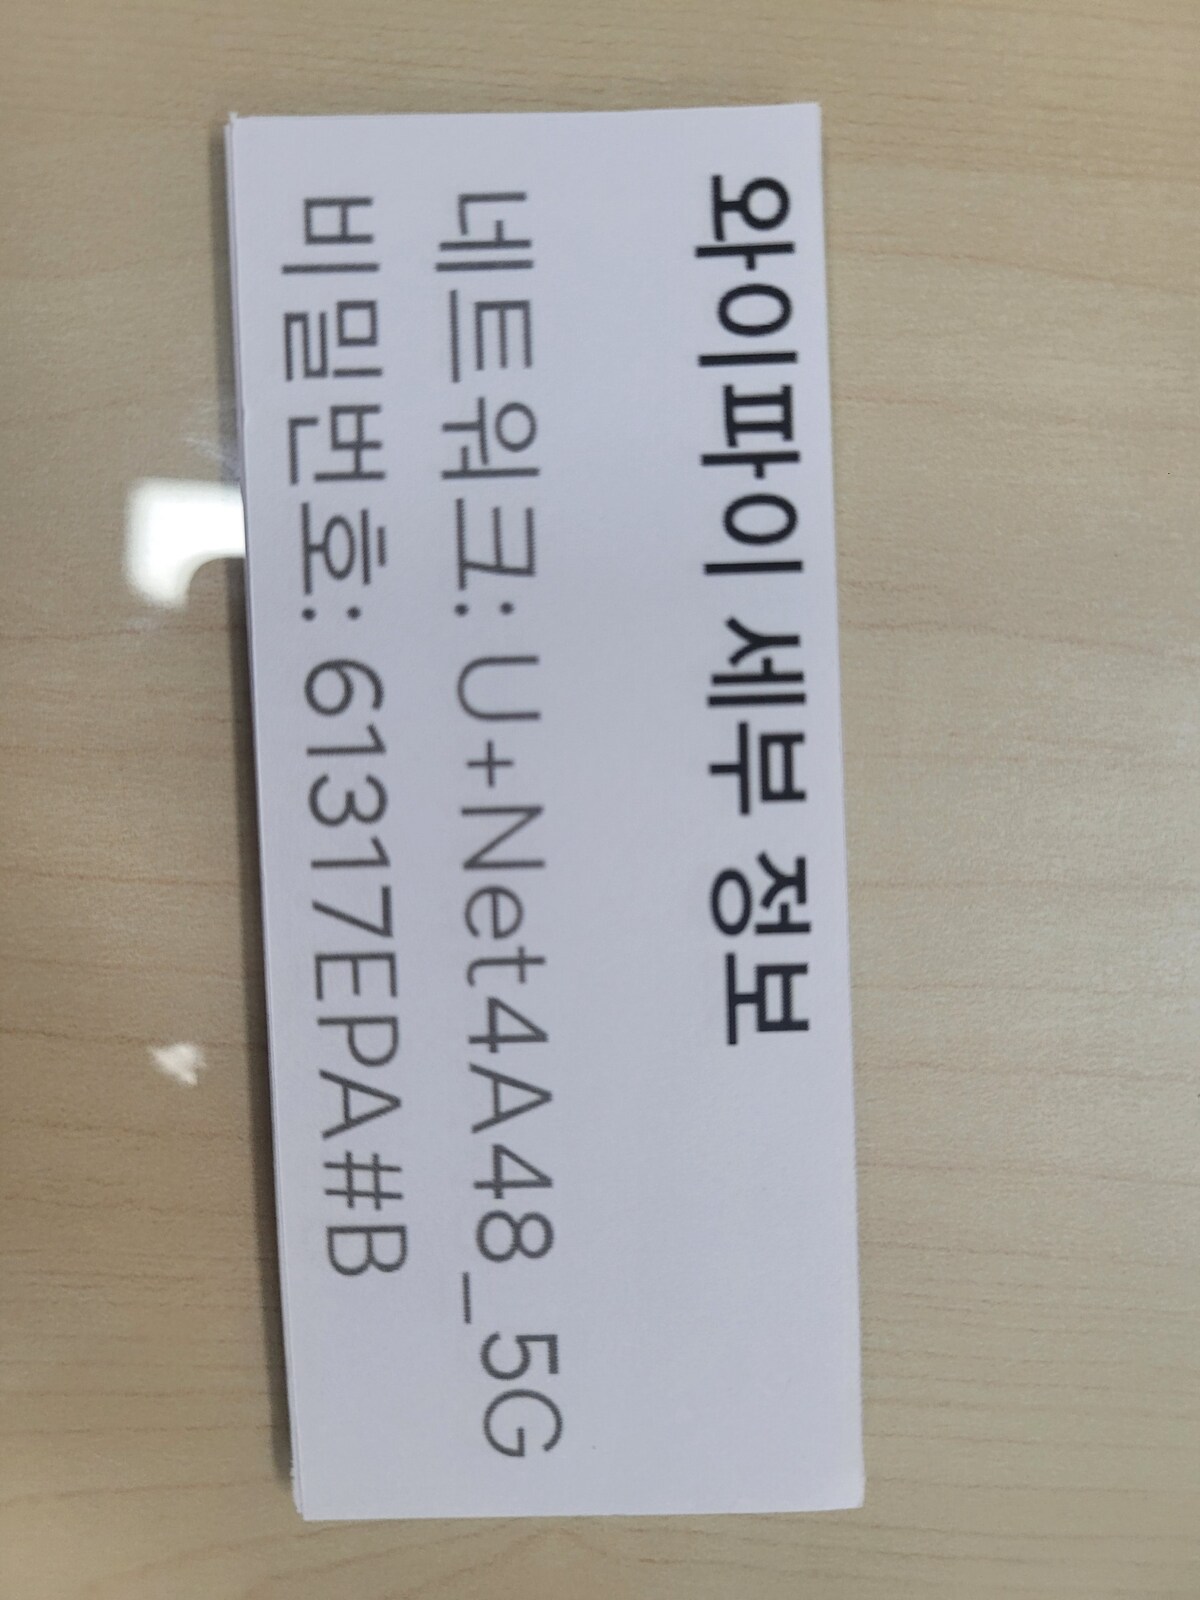 와이파이 세부 정보
네트워크: U+Net4A48_5G
비밀번호: 61317EPA#B